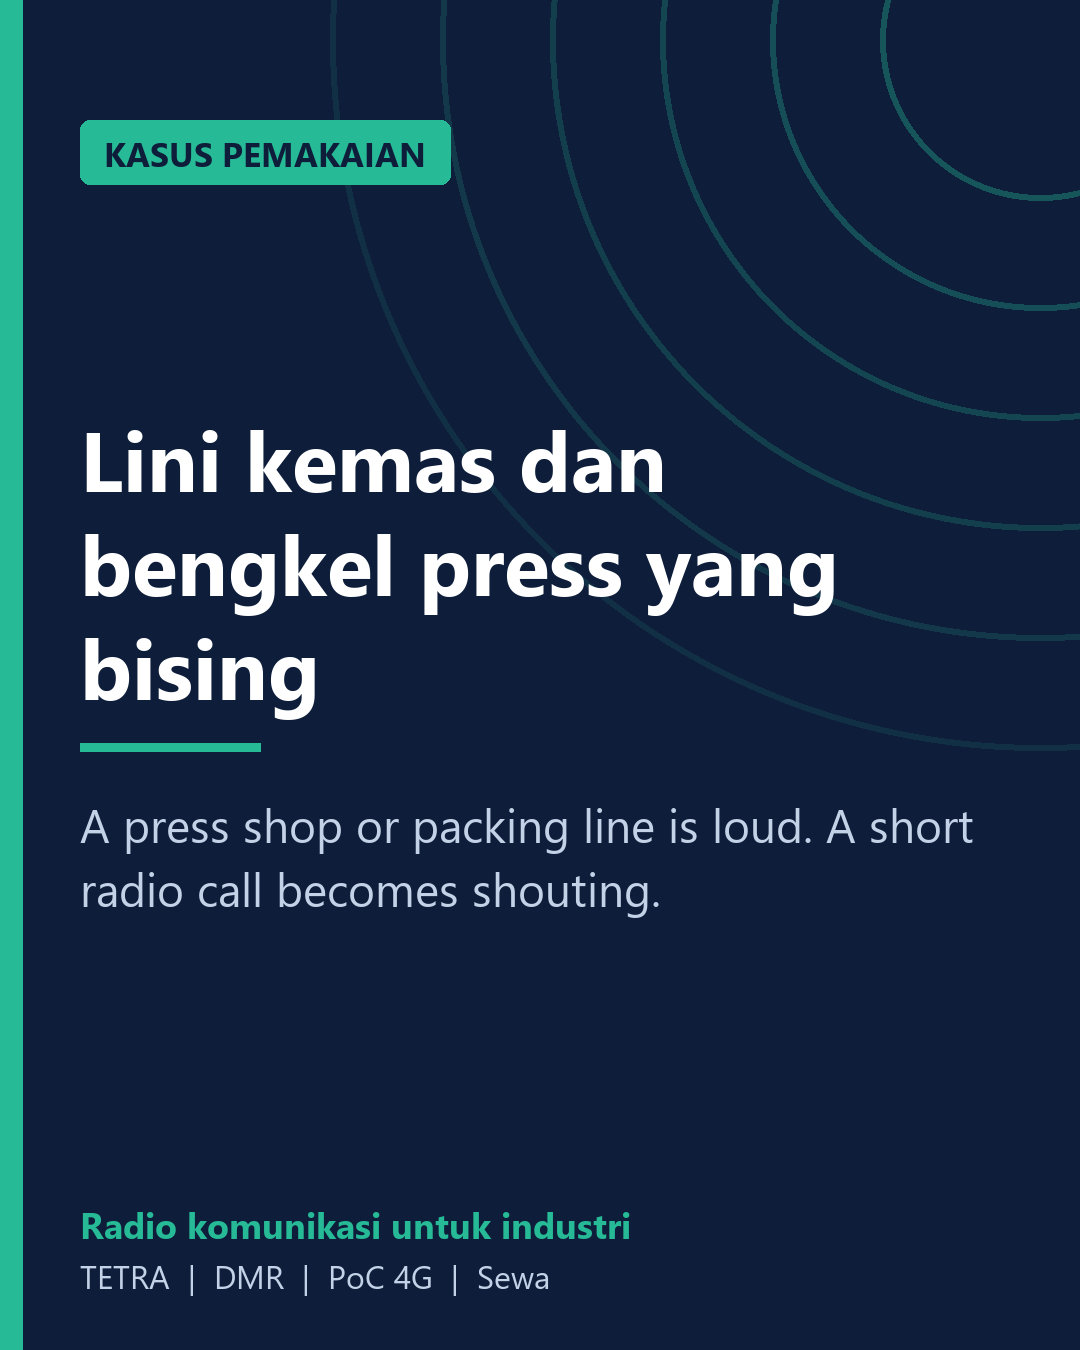 KASUS PEMAKAIAN
Lini kemas dan
bengkel press yang
bising
A press shop or packing line is loud. A short
radio call becomes shouting.
Radio komunikasi untuk industri
TETRA | DMR | PoC 4G | Sewa